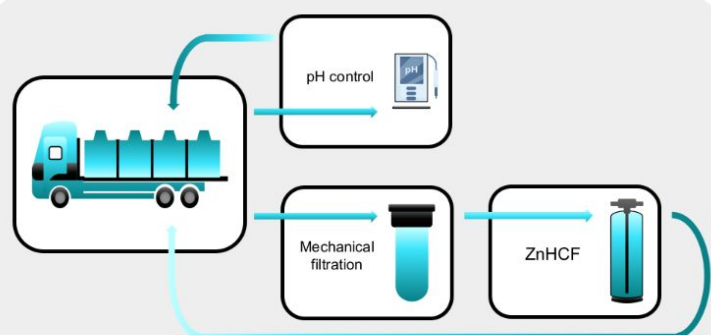 pH control
pH
Mechanical
filtration
ZnHCF